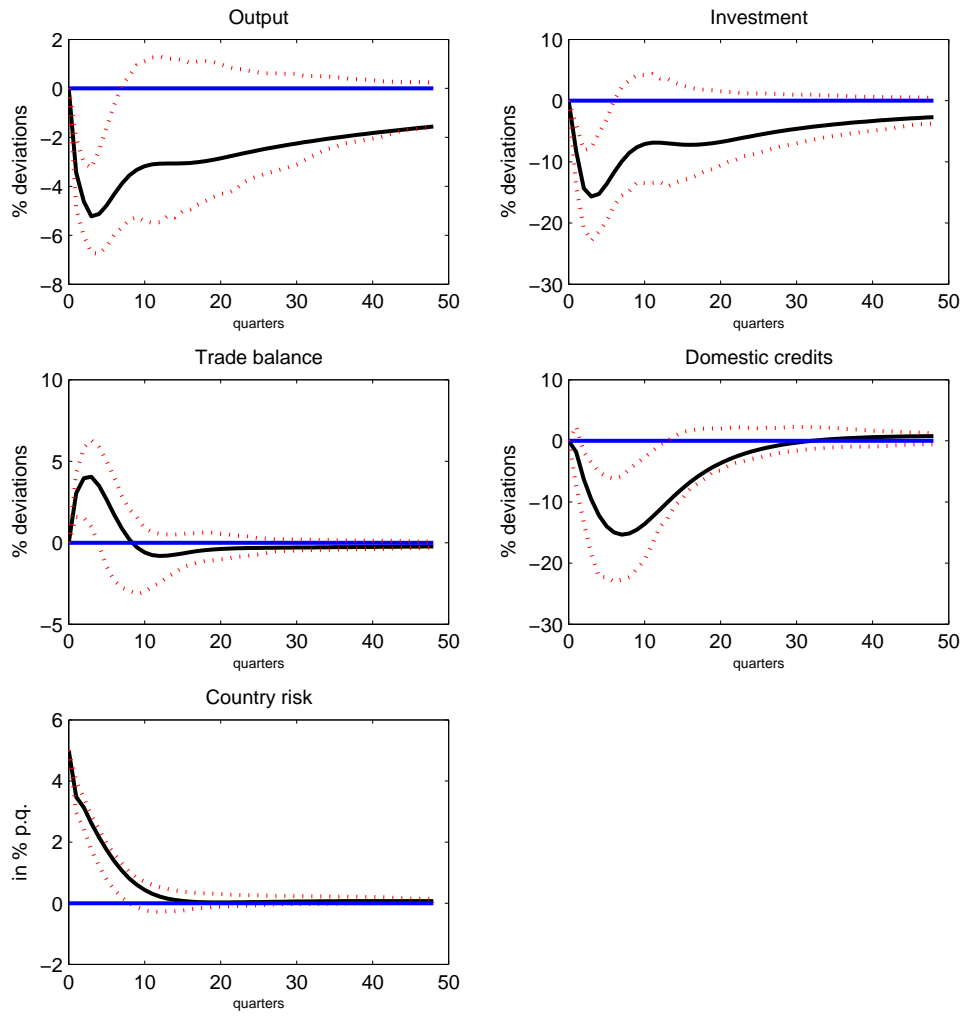 Output
% deviations
2
0
−2
−4
−6
−8
0 10 20 30 40 50
quarters
Investment
% deviations
10
0
−10
−20
−30
0 10 20 30 40 50
quarters
Trade balance
% deviations
10
5
0
−5
0 10 20 30 40 50
quarters
Domestic credits
% deviations
10
0
−10
−20
−30
0 10 20 30 40 50
quarters
Country risk
in % p.q.
6
4
2
0
−2
0 10 20 30 40 50
quarters